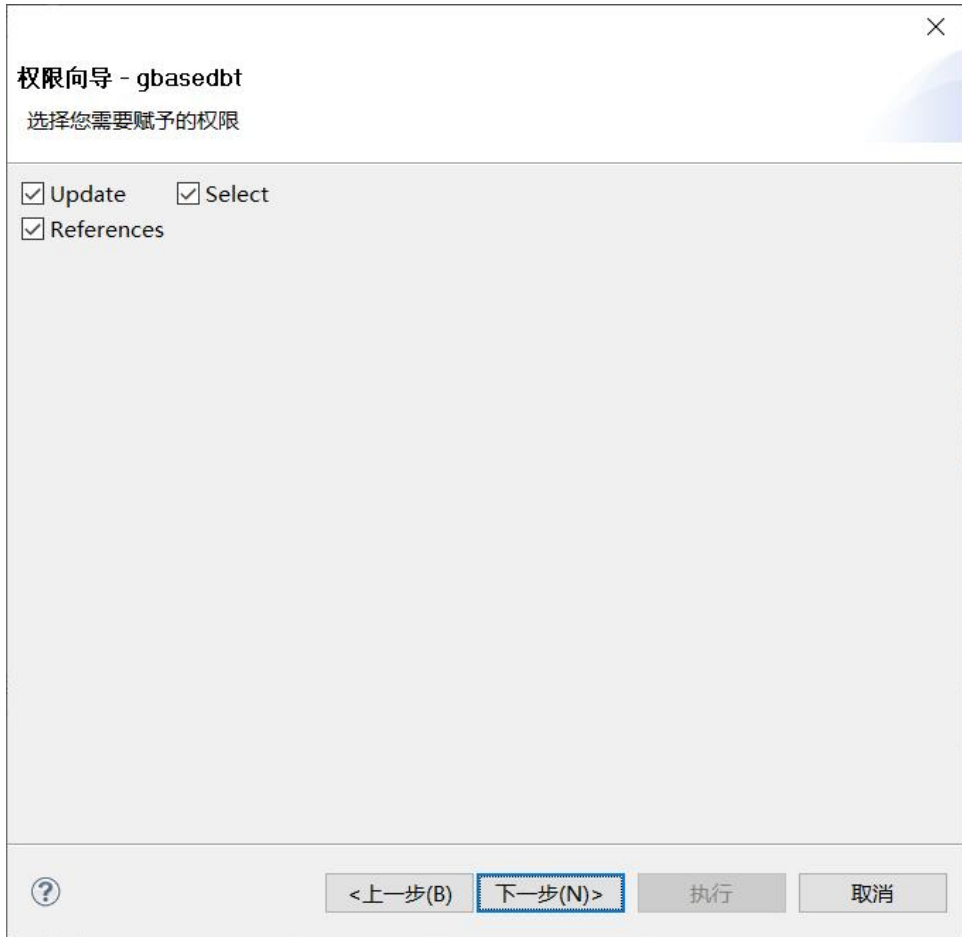 权限向导 - gbasedbt
选择您需要赋予的权限
Update Select
References
<上一步(B) 下一步(N)> 执行 取消